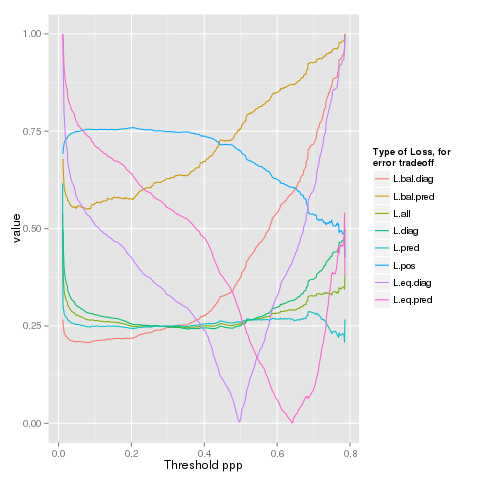 1.00
0.75
0.50
0.25
0.00
value
0.0 0.2 0.4 0.6 0.8
Threshold ppp
Type of Loss, for
error tradeoff
L.bal.diag
L.bal.pred
L.all
L.diag
L.pred
L.pos
L.eq.diag
L.eq.pred